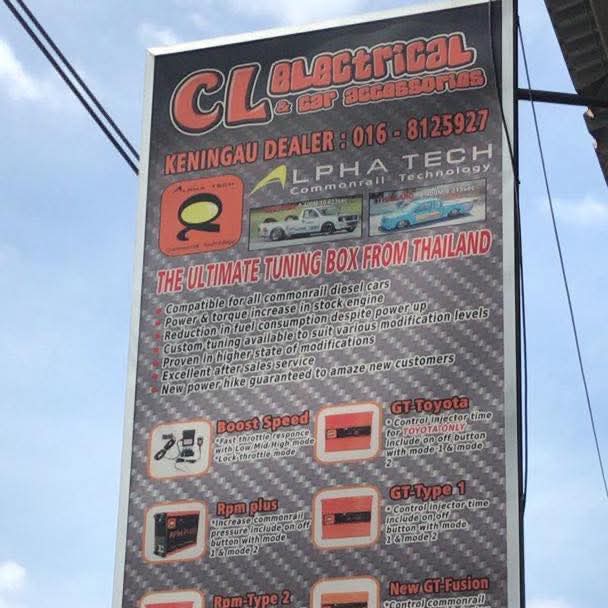 CL electrical
& car accessories
KENINGAU DEALER : 016 - 8125927
ALPHA TECH
Commonrail Technology
ALPHA TECH
THE ULTIMATE TUNING BOX FROM THAILAND
Compatible for all commonrail diesel cars
Power & torque increase in stock engine
Reduction in fuel consumption despite power up
Custom tuning available to suit various modification levels
Proven in higher state of modifications
Excellent after sales service
New power hike guaranteed to amaze new customers
Boost Speed
*Fast throttle responce
with Low Mid High mode
*Lock throttle mode
GT-Toyota
* Control injector time
for TOYOTA ONLY
include on off button
with mode 1 & mode
2
Rpm plus
*Increase commonrail
pressure include on off
button with mode
1 & mode 2
GT-Type 1
* Control injector time
include on off
button with mode
1 & mode 2
Rpm-Type 2
New GT-Fusion
*Control commonrail